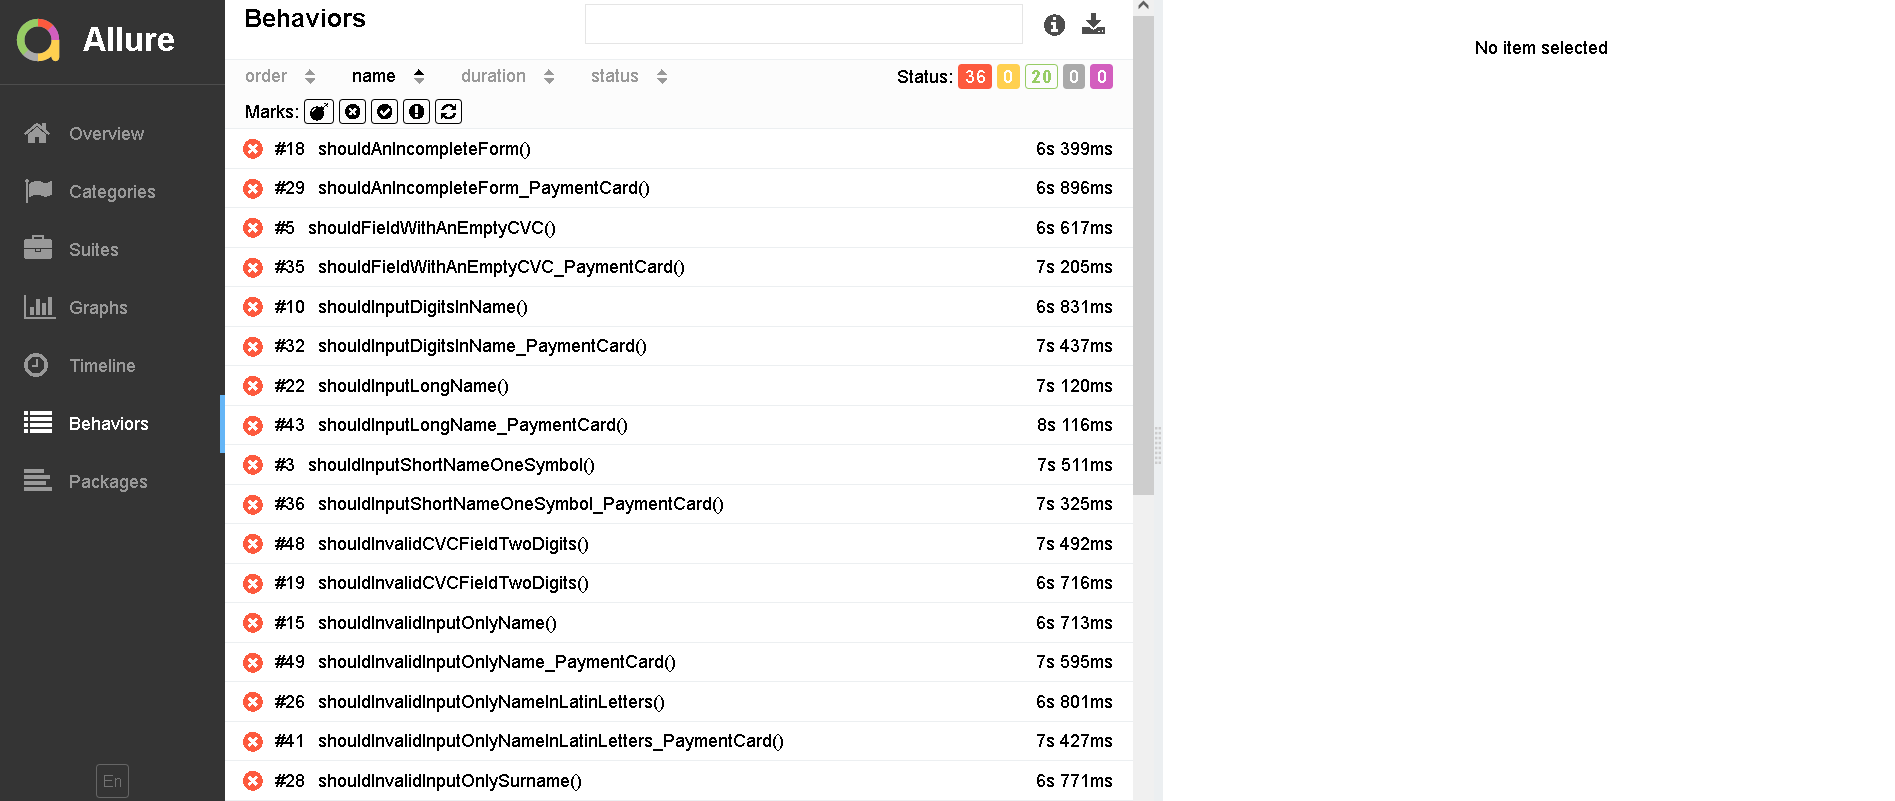 Allure
Overview
Categories
Suites
Graphs
Timeline
Behaviors
Packages
En
Behaviors
order name duration status Status: 36 0 20 0 0
Marks:
#18 shouldAnIncompleteForm() 6s 399ms
#29 shouldAnIncompleteForm_PaymentCard() 6s 896ms
#5 shouldFieldWithAnEmptyCVC() 6s 617ms
#35 shouldFieldWithAnEmptyCVC_PaymentCard() 7s 205ms
#10 shouldInputDigitsInName() 6s 831ms
#32 shouldInputDigitsInName_PaymentCard() 7s 437ms
#22 shouldInputLongName() 7s 120ms
#43 shouldInputLongName_PaymentCard() 8s 116ms
#3 shouldInputShortNameOneSymbol() 7s 511ms
#36 shouldInputShortNameOneSymbol_PaymentCard() 7s 325ms
#48 shouldInvalidCVCFieldTwoDigits() 7s 492ms
#19 shouldInvalidCVCFieldTwoDigits() 6s 716ms
#15 shouldInvalidInputOnlyName() 6s 713ms
#49 shouldInvalidInputOnlyName_PaymentCard() 7s 595ms
#26 shouldInvalidInputOnlyNameInLatinLetters() 6s 801ms
#41 shouldInvalidInputOnlyNameInLatinLetters_PaymentCard() 7s 427ms
#28 shouldInvalidInputOnlySurname() 6s 771ms
No item selected